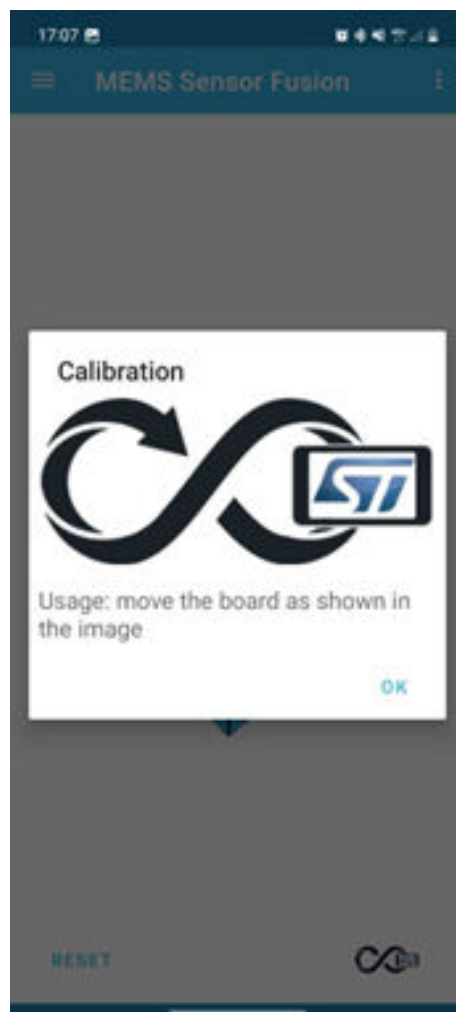 17:07
MEMS Sensor Fusion
Calibration
ST
Usage: move the board as shown in
the image
OK
RESET